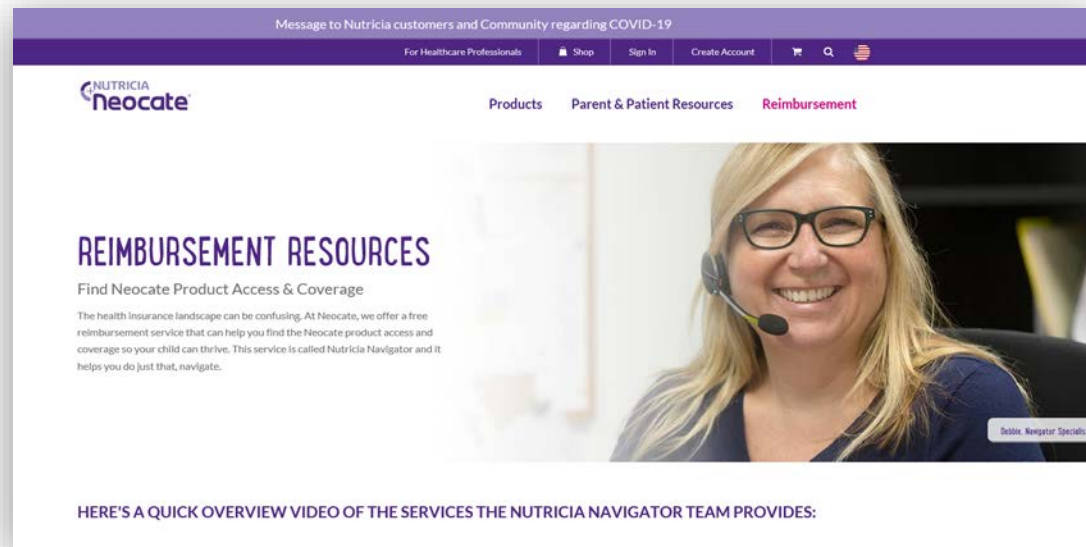 Message to Nutricia customers and Community regarding COVID-19
For Healthcare Professionals Shop Sign In Create Account
NUTRICIA
neocate
Products Parent & Patient Resources Reimbursement
REIMBURSEMENT RESOURCES
Find Neocate Product Access & Coverage
The health insurance landscape can be confusing. At Neocate, we offer a free
reimbursement service that can help you find the Neocate product access and
coverage so your child can thrive. This service is called Nutricia Navigator and it
helps you do just that, navigate.
Debbie, Navigator Specialis
HERE'S A QUICK OVERVIEW VIDEO OF THE SERVICES THE NUTRICIA NAVIGATOR TEAM PROVIDES: